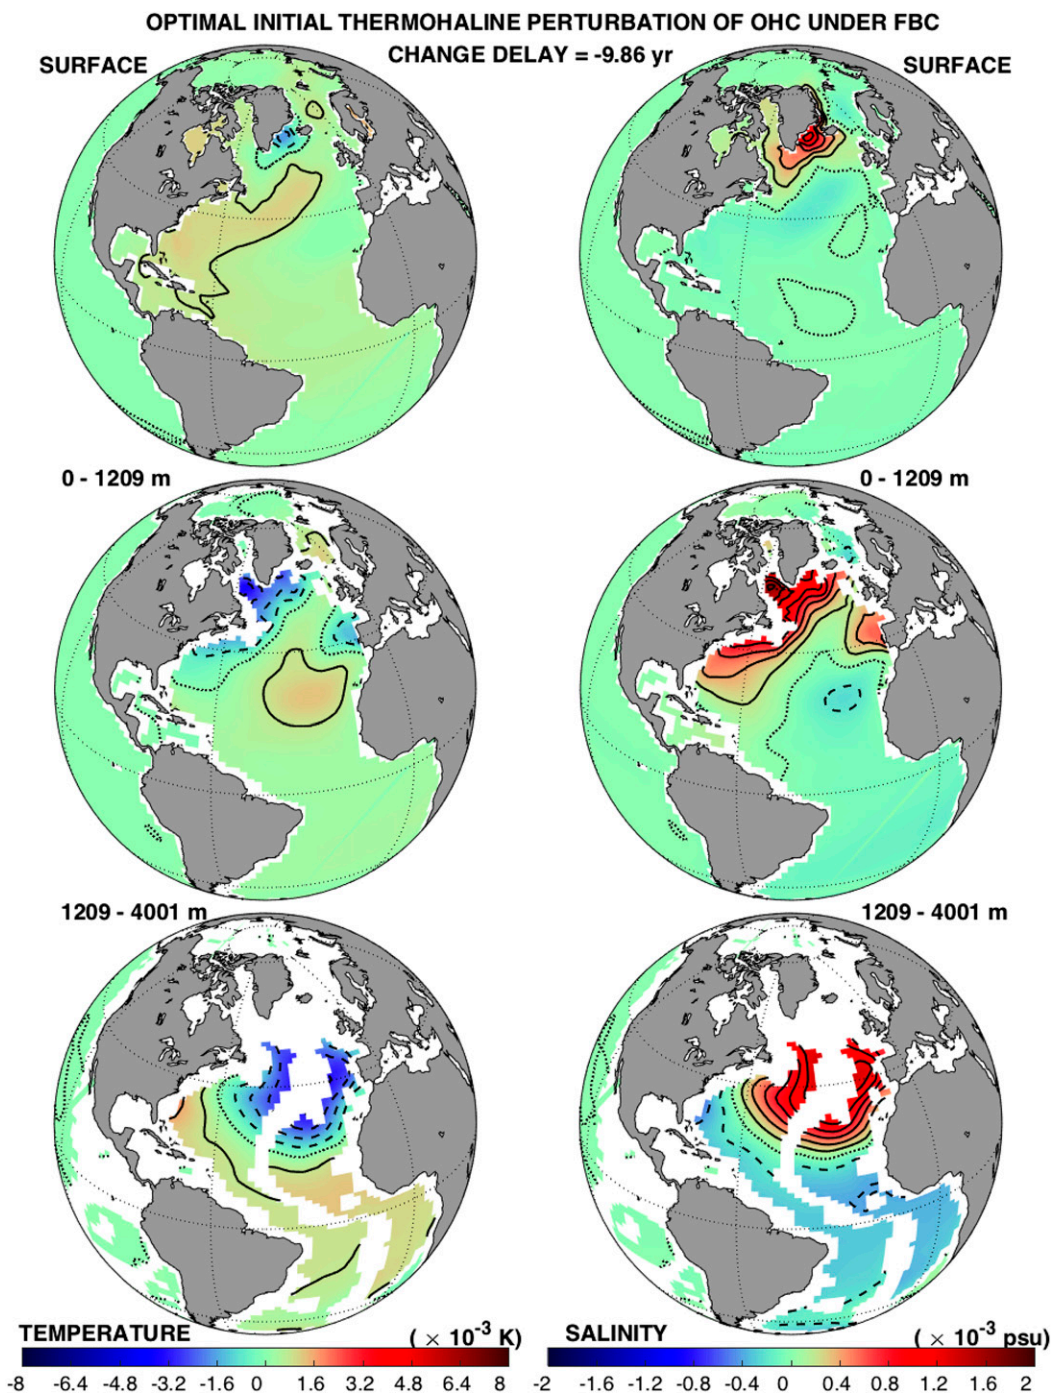 OPTIMAL INITIAL THERMOHALINE PERTURBATION OF OHC UNDER FBC
CHANGE DELAY = -9.86 yr
SURFACE
SURFACE
0 - 1209 m
0 - 1209 m
1209 - 4001 m
1209 - 4001 m
TEMPERATURE
( × 10⁻³ K)
SALINITY
( × 10⁻³ psu)
-8 -6.4 -4.8 -3.2 -1.6 0 1.6 3.2 4.8 6.4 8
-2 -1.6 -1.2 -0.8 -0.4 0 0.4 0.8 1.2 1.6 2